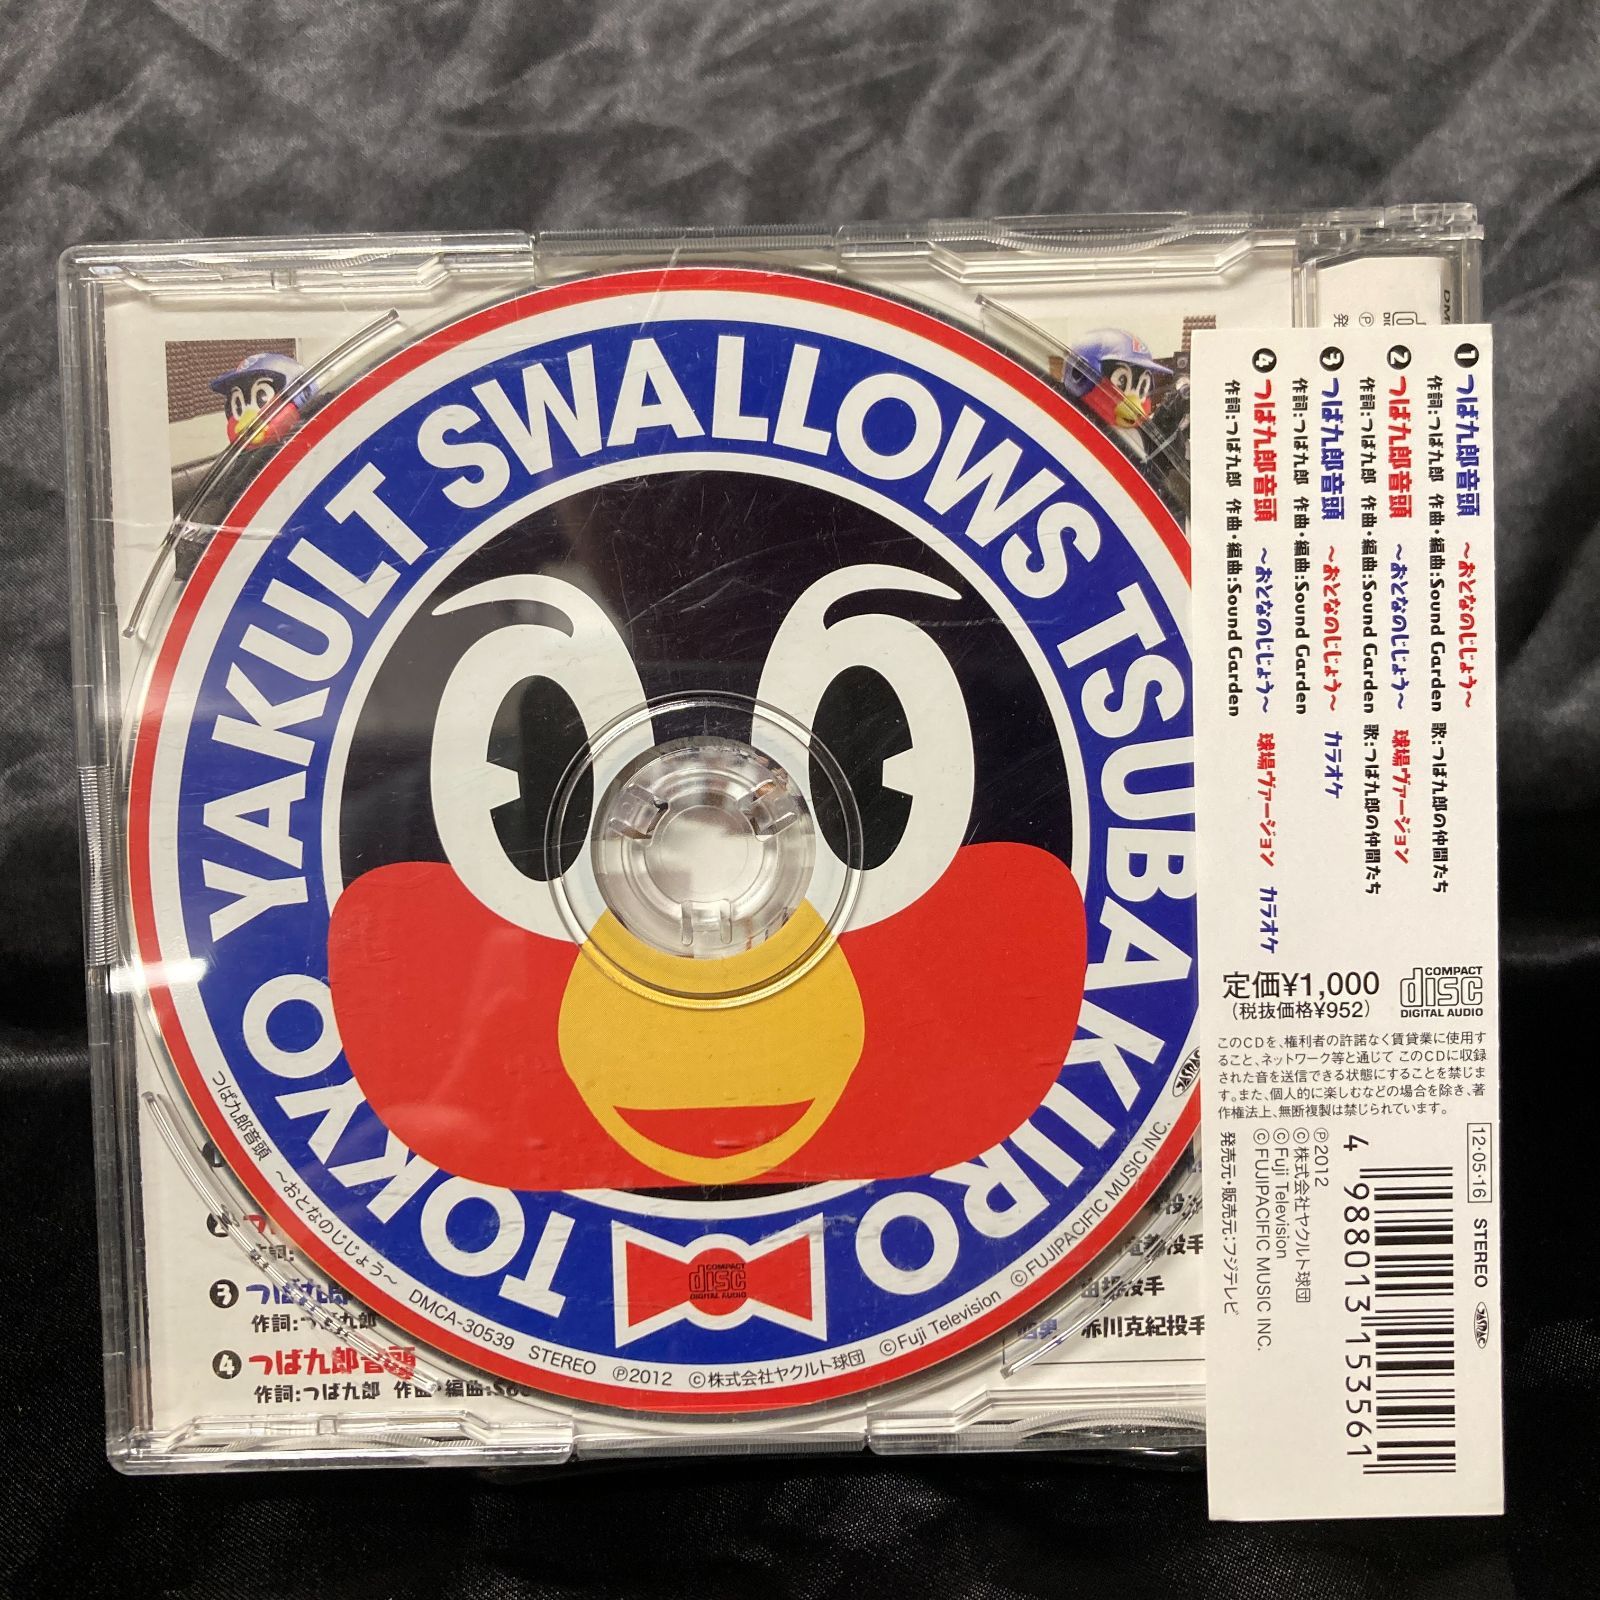 TOKYO YAKULT SWALLOWS TSUBAKURO
つば九郎音頭 ～おとなのじじょう～ DMCA-30539 STEREO ℗2012 ©株式会社ヤクルト球団 ©Fuji Television ©FUJIPACIFIC MUSIC INC.
JASRAC
COMPACT
disc
DIGITAL AUDIO
❶つば九郎音頭 ～おとなのじじょう～
作詞:つば九郎 作曲・編曲:Sound Garden 歌:つば九郎の仲間たち
❷つば九郎音頭 ～おとなのじじょう～ 球場ヴァージョン
作詞:つば九郎 作曲・編曲:Sound Garden 歌:つば九郎の仲間たち
❸つば九郎音頭 ～おとなのじじょう～ カラオケ
作詞:つば九郎 作曲・編曲:Sound Garden
❹つば九郎音頭 ～おとなのじじょう～ 球場ヴァージョン カラオケ
作詞:つば九郎 作曲・編曲:Sound Garden
定価¥1,000
(税抜価格¥952)
COMPACT
disc
DIGITAL AUDIO
このCDを、権利者の許諾なく賃貸業に使用す
ること、ネットワーク等を通じて このCDに収録
された音を送信できる状態にすることを禁じま
す。また、個人的に楽しむなどの場合を除き、著
作権法上、無断複製は禁じられています。
12・05・16 STEREO JASRAC
4 988013 153561
℗2012
©株式会社ヤクルト球団
©Fuji Television
©FUJIPACIFIC MUSIC INC.
発売元;販売元:フジテレビ
❸つば九郎
作詞:つば九郎
❹つば九郎音頭
作詞:つば九郎 作曲・編曲:So
投手
赤川克紀投手